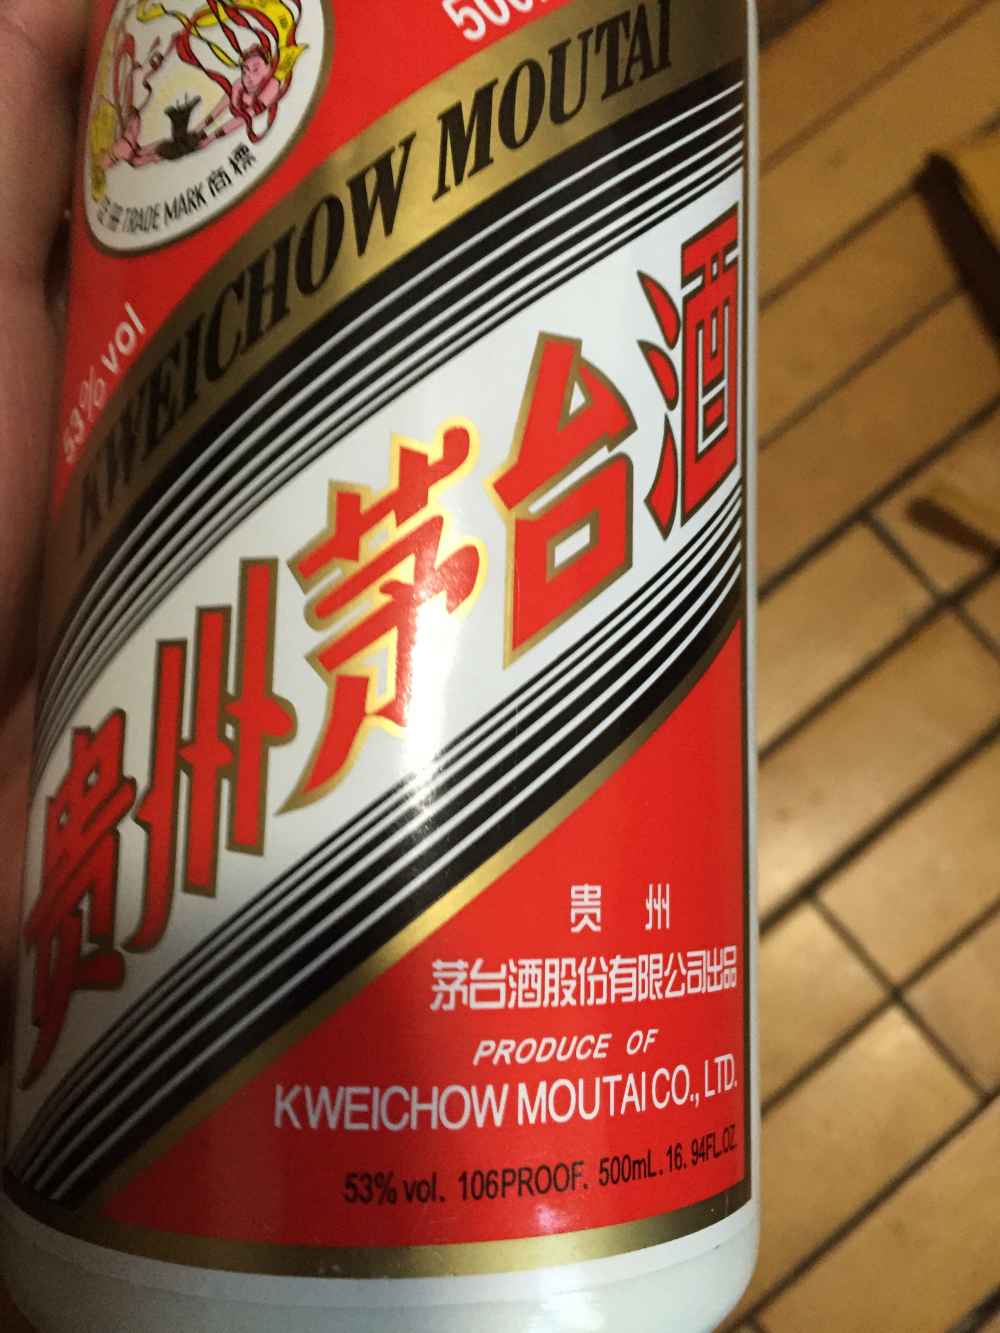 500
KWEICHOW MOUTAI
TRADE MARK 商標
53%vol
贵州茅台酒
贵 州
茅台酒股份有限公司出品
PRODUCE OF
KWEICHOW MOUTAI CO., LTD.
53%vol. 106PROOF. 500mL. 16.94FL.OZ.